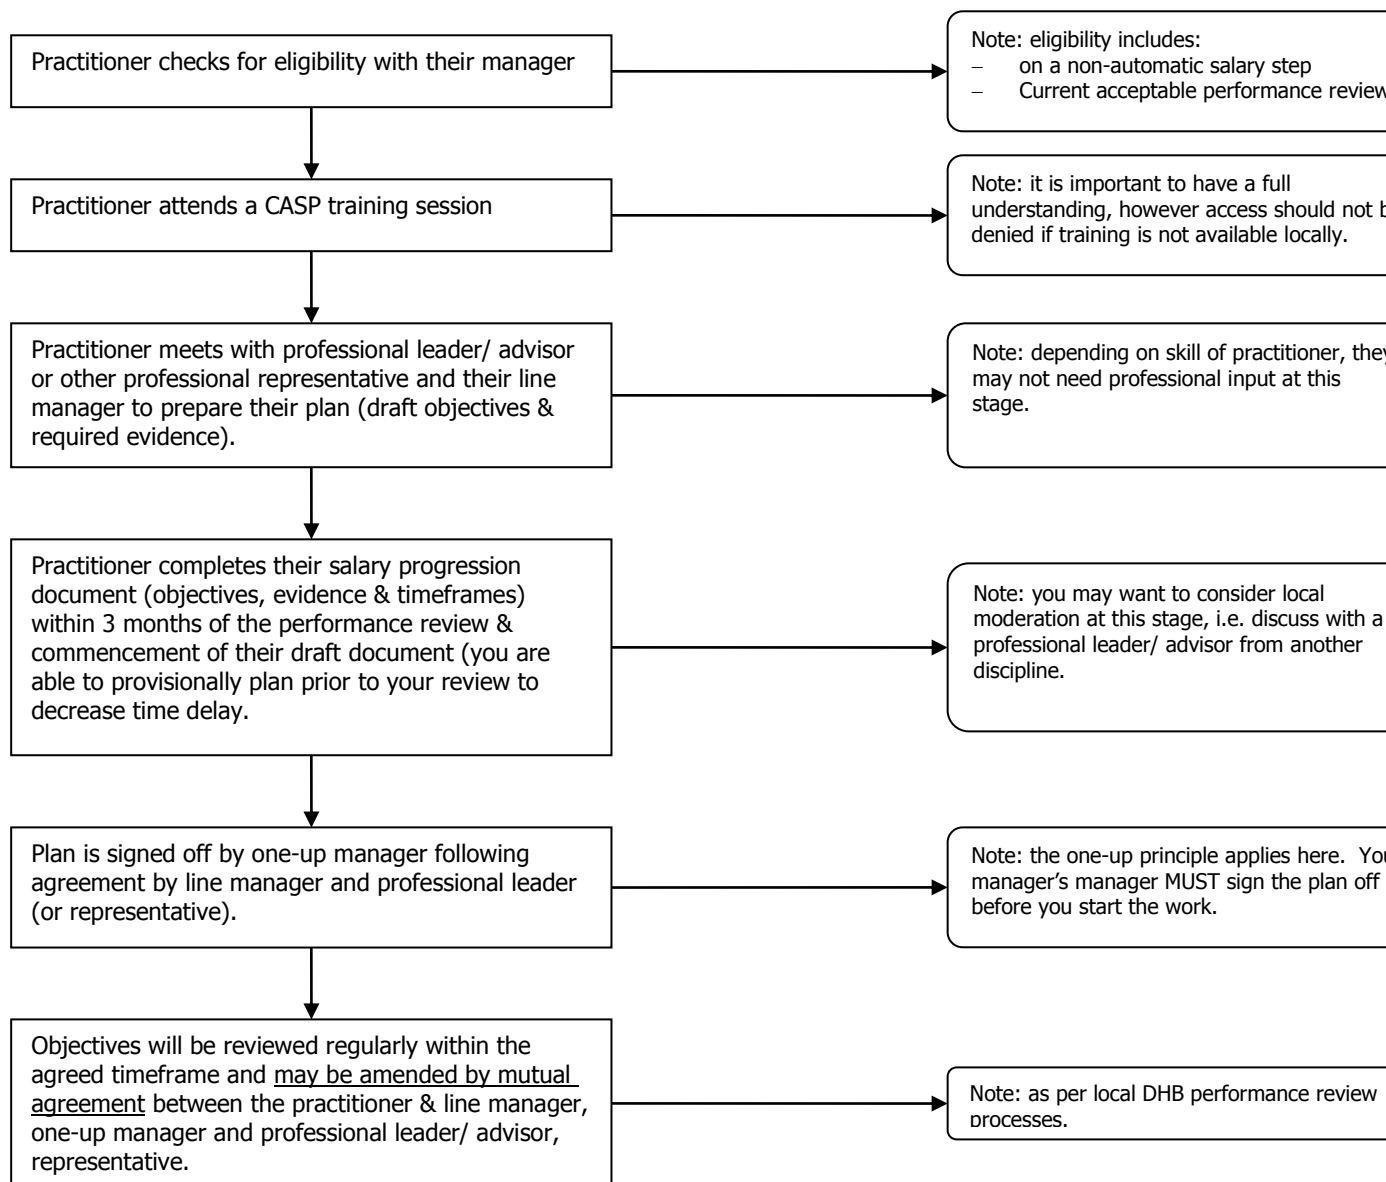 Practitioner checks for eligibility with their manager
Note: eligibility includes:
– on a non-automatic salary step
– Current acceptable performance review
Practitioner attends a CASP training session
Note: it is important to have a full
understanding, however access should not
denied if training is not available locally.
Practitioner meets with professional leader/ advisor
or other professional representative and their line
manager to prepare their plan (draft objectives &
required evidence).
Note: depending on skill of practitioner, they
may not need professional input at this
stage.
Practitioner completes their salary progression
document (objectives, evidence & timeframes)
within 3 months of the performance review &
commencement of their draft document (you are
able to provisionally plan prior to your review to
decrease time delay.
Note: you may want to consider local
moderation at this stage, i.e. discuss with a
professional leader/ advisor from another
discipline.
Plan is signed off by one-up manager following
agreement by line manager and professional leader
(or representative).
Note: the one-up principle applies here. You
manager’s manager MUST sign the plan off
before you start the work.
Objectives will be reviewed regularly within the
agreed timeframe and may be amended by mutual
agreement between the practitioner & line manager,
one-up manager and professional leader/ advisor,
representative.
Note: as per local DHB performance review
processes.